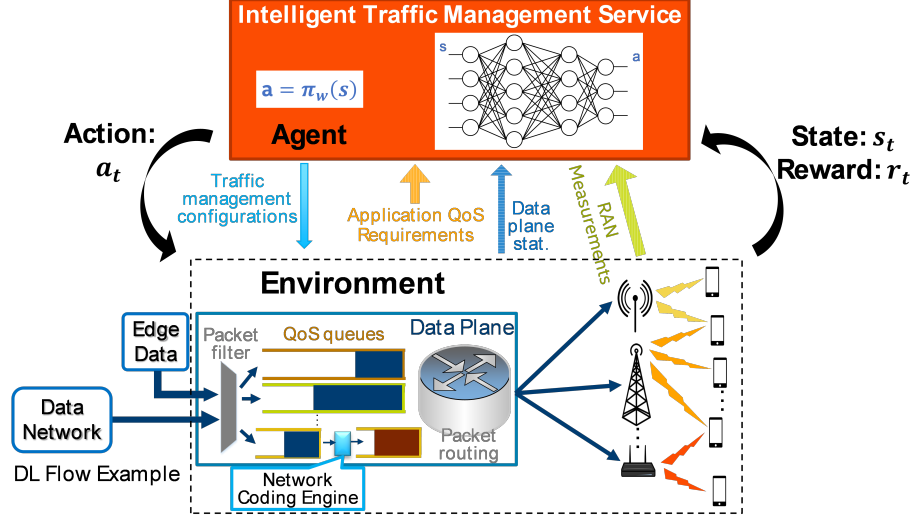 Intelligent Traffic Management Service
s
a
a = π_w(s)
Agent
Action:
a_t
State: s_t
Reward: r_t
Traffic
management
configurations
Application QoS
Requirements
Data
plane
stat.
RAN
Measurements
Environment
Edge
Data
Packet
filter
QoS queues
Data Plane
Data
Network
Packet
routing
Network
Coding Engine
DL Flow Example